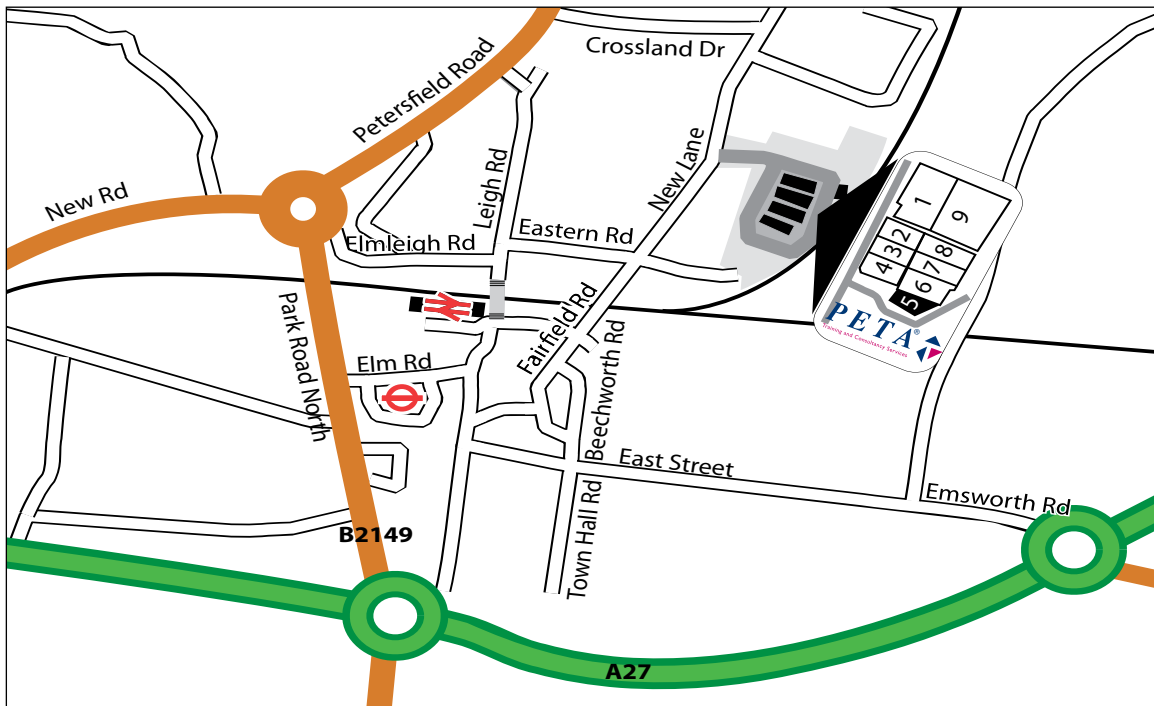 Crossland Dr
Petersfield Road
New Lane
Leigh Rd
New Rd
Eastern Rd
Elmleigh Rd
1
9
2
8
3
7
4
6
5
PETA®
Training and Consultancy Services
Park Road North
Fairfield Rd
Beechworth Rd
Elm Rd
East Street
Emsworth Rd
Town Hall Rd
B2149
A27